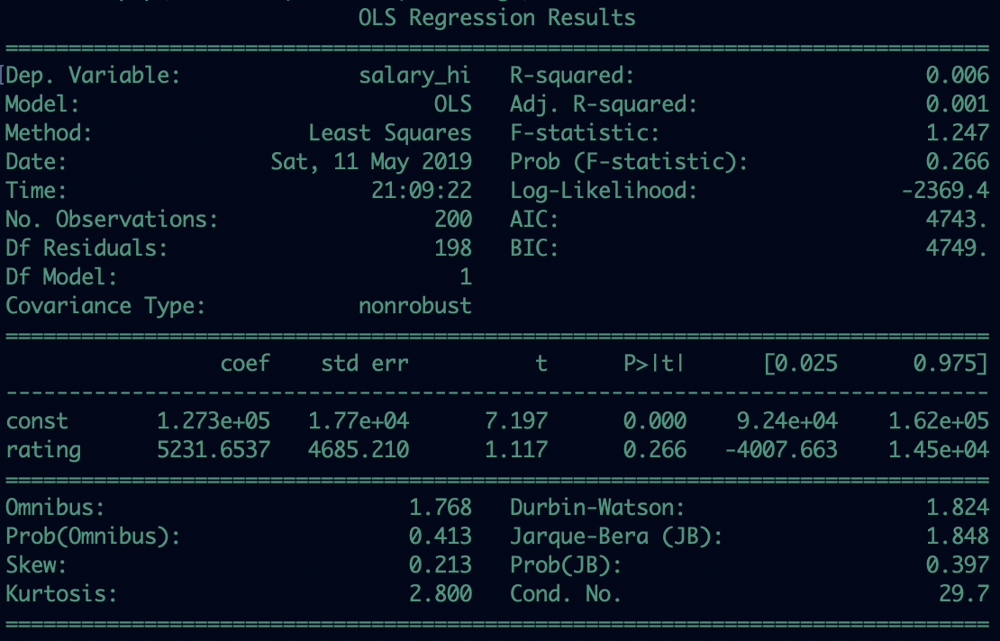 OLS Regression Results
==============================================================================
Dep. Variable:              salary_hi   R-squared:                       0.006
Model:                            OLS   Adj. R-squared:                  0.001
Method:                 Least Squares   F-statistic:                     1.247
Date:                Sat, 11 May 2019   Prob (F-statistic):              0.266
Time:                        21:09:22   Log-Likelihood:                -2369.4
No. Observations:                 200   AIC:                             4743.
Df Residuals:                     198   BIC:                             4749.
Df Model:                           1
Covariance Type:            nonrobust
==============================================================================
                 coef    std err          t      P>|t|      [0.025      0.975]
------------------------------------------------------------------------------
const       1.273e+05   1.77e+04      7.197      0.000    9.24e+04    1.62e+05
rating      5231.6537   4685.210      1.117      0.266   -4007.663    1.45e+04
==============================================================================
Omnibus:                        1.768   Durbin-Watson:                   1.824
Prob(Omnibus):                  0.413   Jarque-Bera (JB):                1.848
Skew:                           0.213   Prob(JB):                        0.397
Kurtosis:                       2.800   Cond. No.                         29.7
==============================================================================